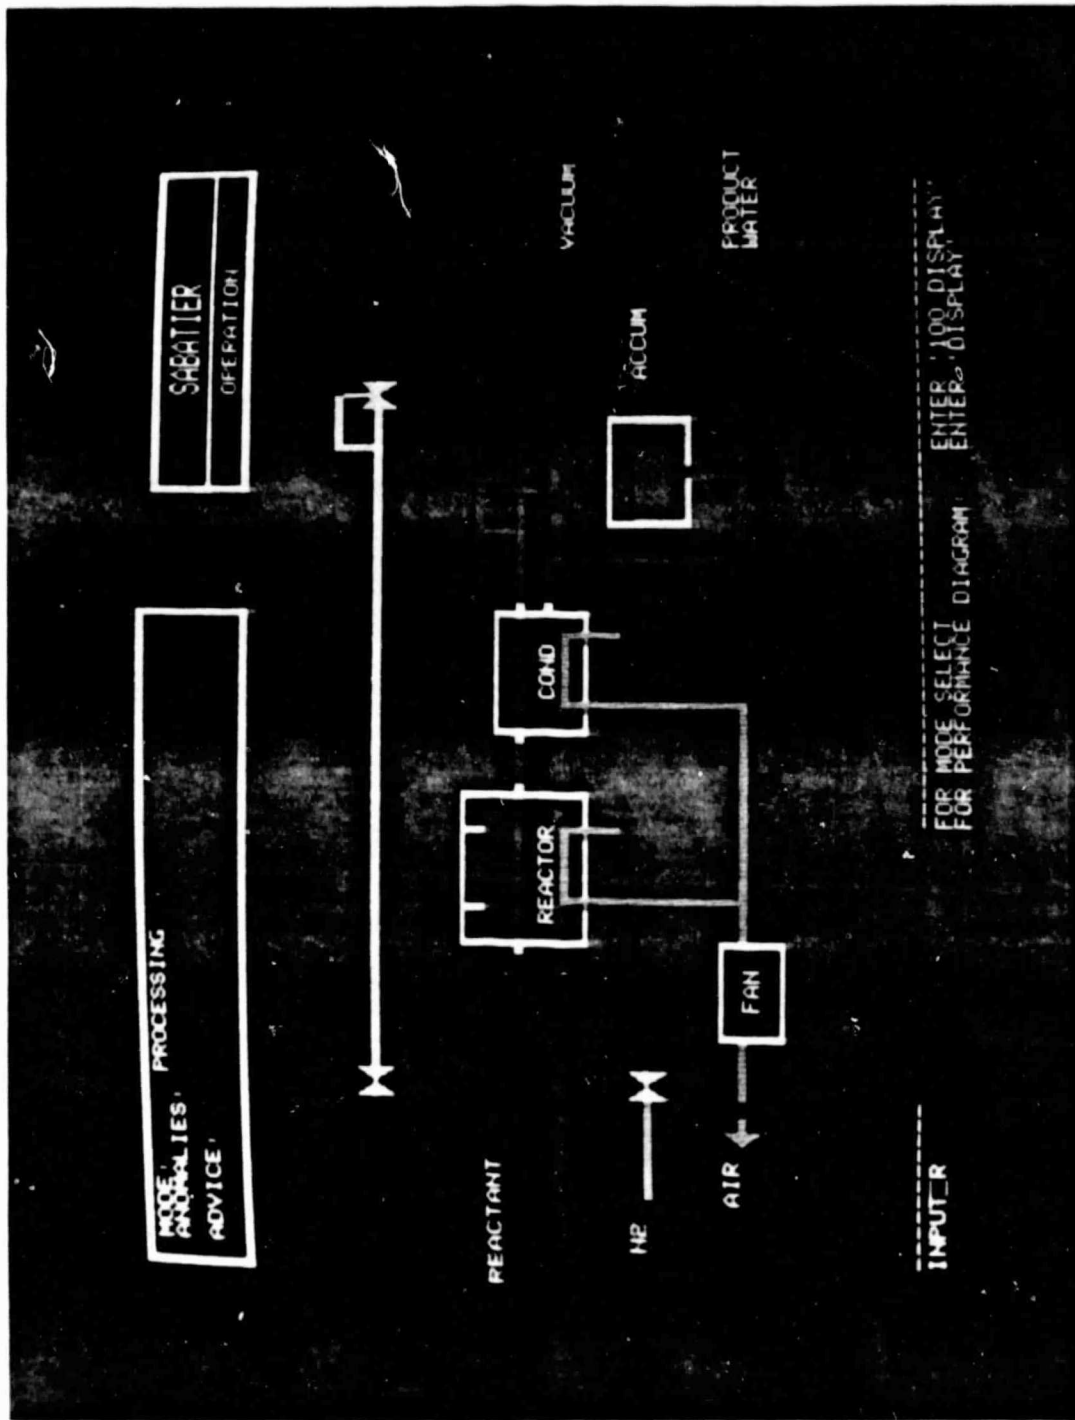 MODE: PROCESSING
ANOMALIES:
ADVICE:
SABATIER
OPERATION
REACTANT
VACUUM
REACTOR
COND
ACCUM
N2
PRODUCT
WATER
AIR
FAN
INPUT_R
FOR MODE SELECT ENTER '100 DISPLAY'
FOR PERFORMANCE DIAGRAM: ENTER 'DISPLAY'